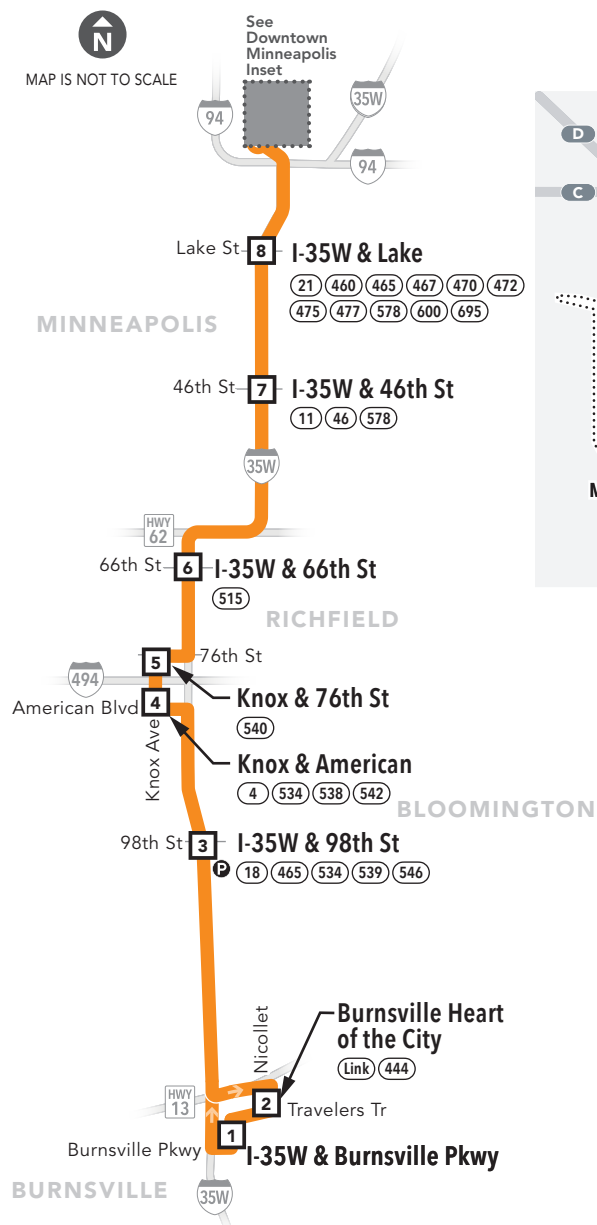 N
MAP IS NOT TO SCALE
See
Downtown
Minneapolis
Inset
94
35W
94
D
C
Lake St
8
I-35W & Lake
21 460 465 467 470 472
475 477 578 600 695
MINNEAPOLIS
46th St
7
I-35W & 46th St
11 46 578
35W
M
HWY
62
66th St
6
I-35W & 66th St
515
RICHFIELD
5
76th St
494
Knox & 76th St
540
American Blvd
4
Knox Ave
Knox & American
4 534 538 542
BLOOMINGTON
98th St
3
I-35W & 98th St
P
18 465 534 539 546
Nicollet
Burnsville Heart
of the City
Link 444
HWY
13
2
Travelers Tr
1
Burnsville Pkwy
I-35W & Burnsville Pkwy
BURNSVILLE
35W